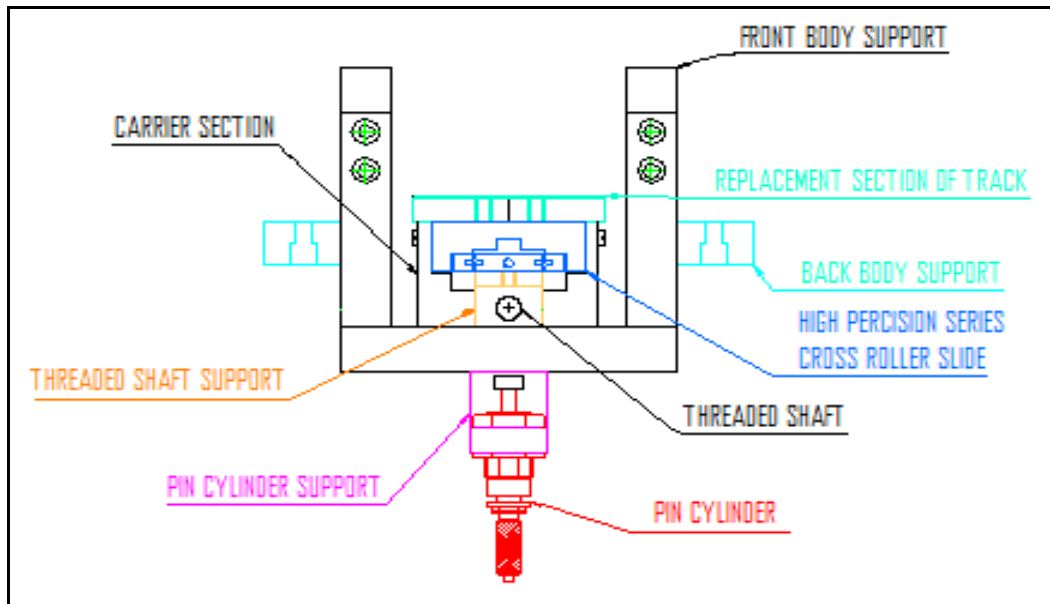 FRONT BODY SUPPORT
CARRIER SECTION
REPLACEMENT SECTION OF TRACK
BACK BODY SUPPORT
HIGH PERCISION SERIES
CROSS ROLLER SLIDE
THREADED SHAFT SUPPORT
THREADED SHAFT
PIN CYLINDER SUPPORT
PIN CYLINDER